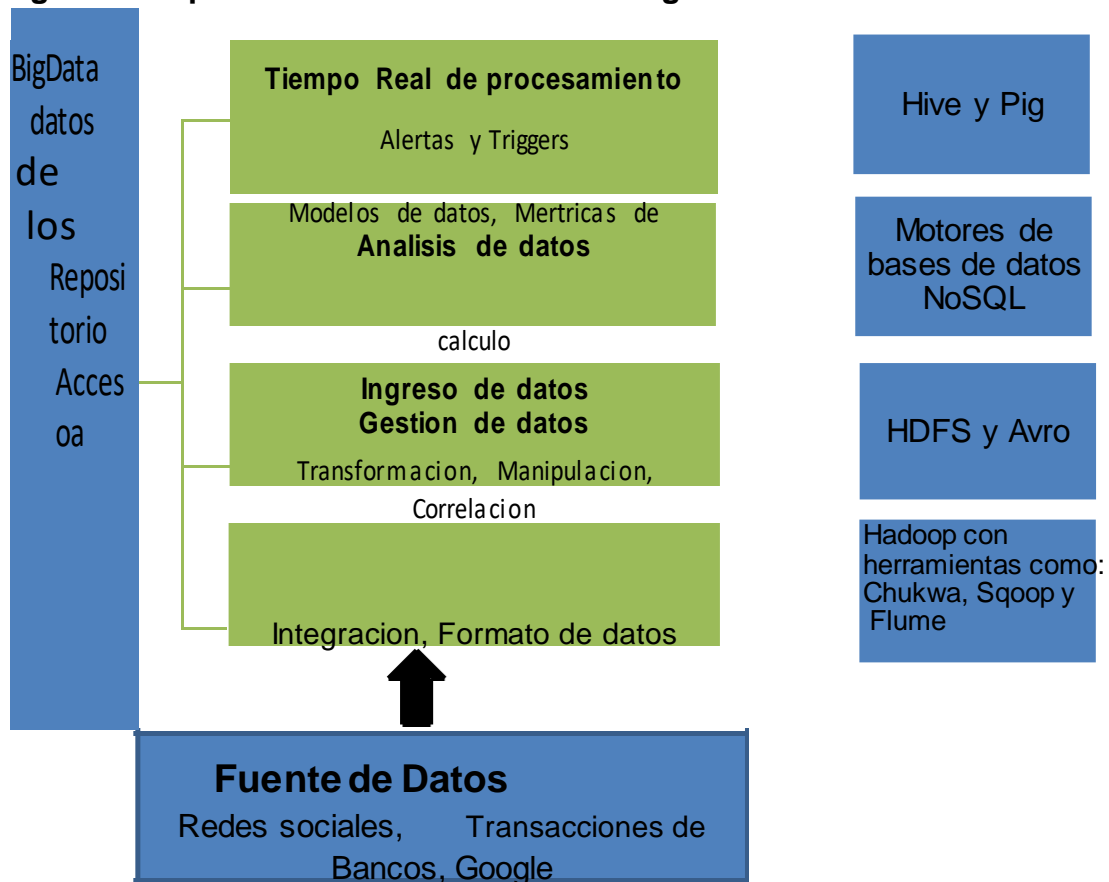 BigData
datos
de
los
Reposi
torio
Acces
oa
Tiempo Real de procesamiento
Alertas y Triggers
Modelos de datos, Mertricas de
Analisis de datos
calculo
Ingreso de datos
Gestion de datos
Transformacion, Manipulacion,
Correlacion
Integracion, Formato de datos
Hive y Pig
Motores de
bases de datos
NoSQL
HDFS y Avro
Hadoop con
herramientas como:
Chukwa, Sqoop y
Flume
Fuente de Datos
Redes sociales, Transacciones de
Bancos, Google